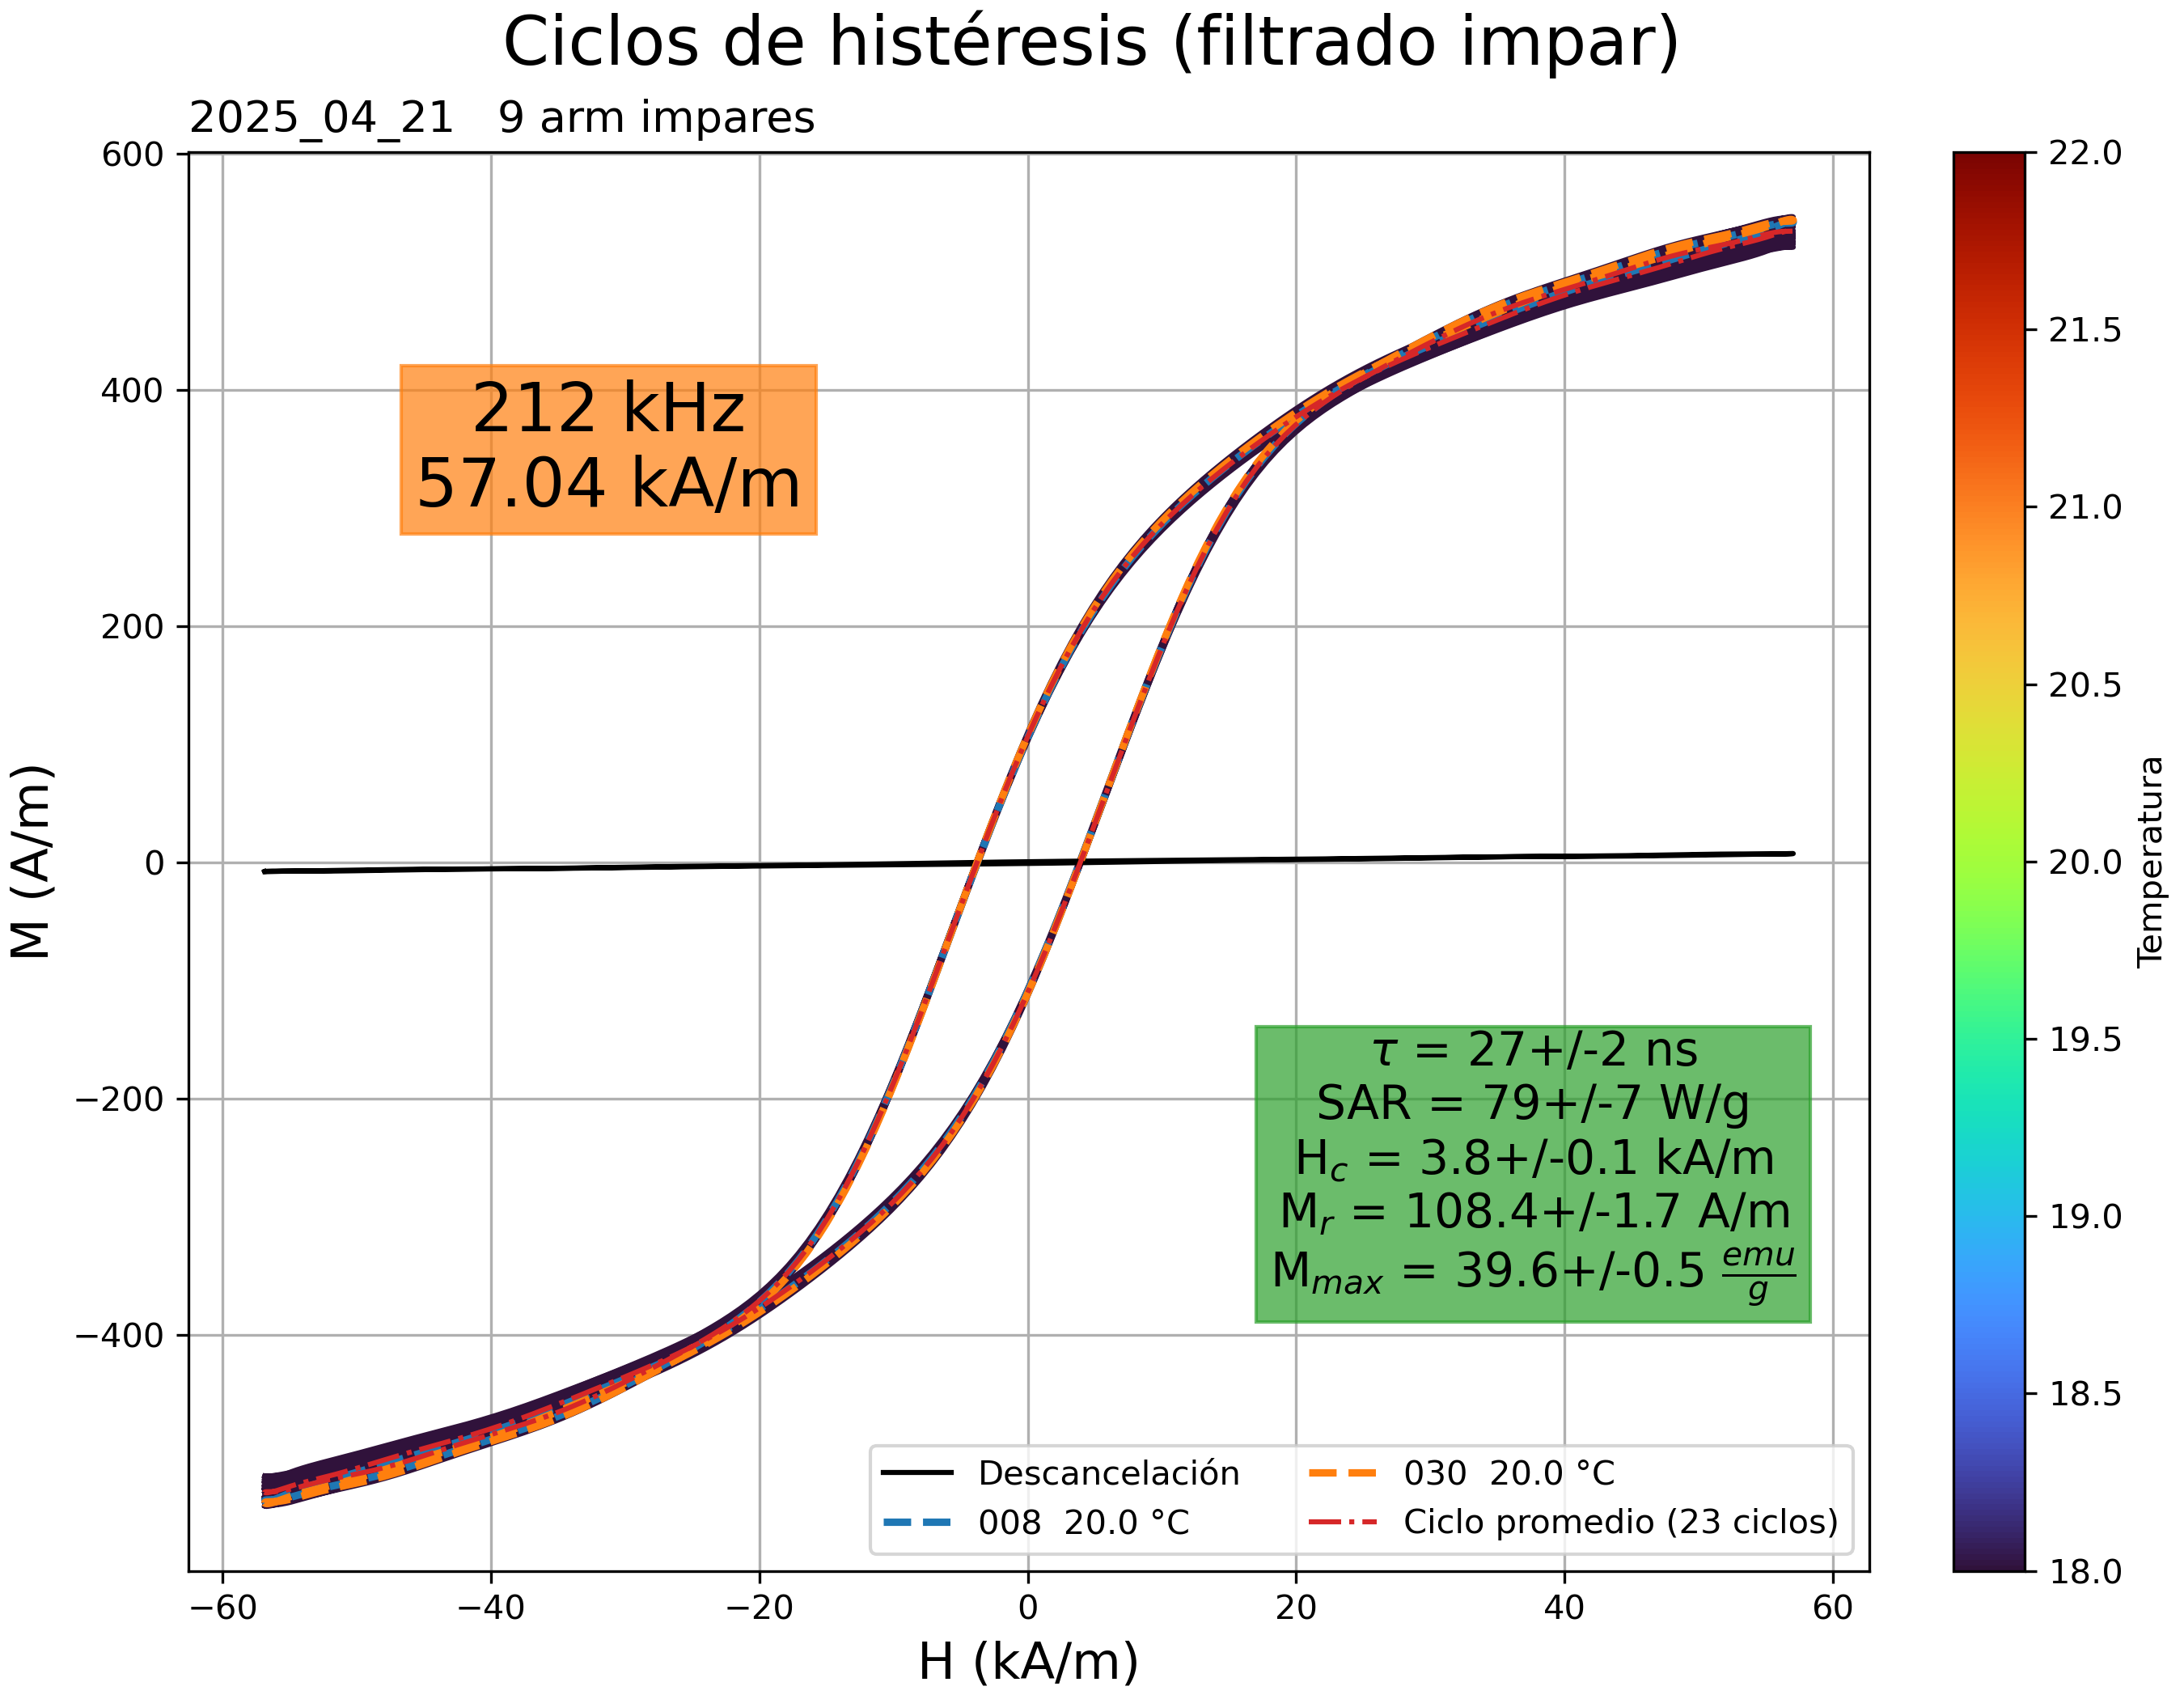 Ciclos de histéresis (filtrado impar)
2025_04_21   9 arm impares
600
400
200
0
−200
−400
M (A/m)
212 kHz
57.04 kA/m
τ = 27+/-2 ns
SAR = 79+/-7 W/g
H_c = 3.8+/-0.1 kA/m
M_r = 108.4+/-1.7 A/m
M_max = 39.6+/-0.5 emu/g
Descancelación
008  20.0 °C
030  20.0 °C
Ciclo promedio (23 ciclos)
−60 −40 −20 0 20 40 60
H (kA/m)
22.0
21.5
21.0
20.5
20.0
19.5
19.0
18.5
18.0
Temperatura